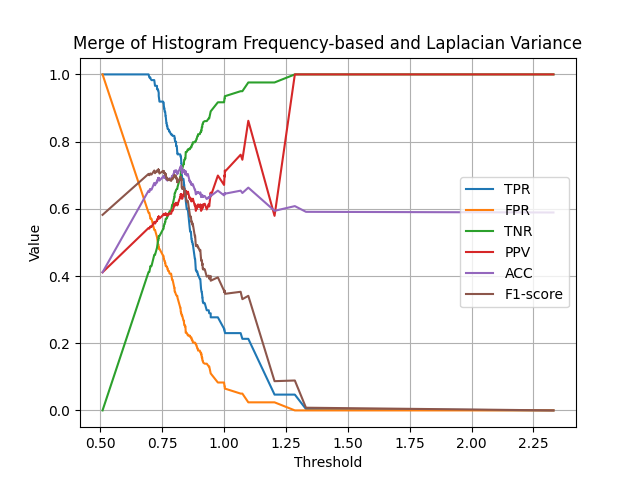 Merge of Histogram Frequency-based and Laplacian Variance
1.0
0.8
0.6
0.4
0.2
0.0
Value
TPR
FPR
TNR
PPV
ACC
F1-score
0.50 0.75 1.00 1.25 1.50 1.75 2.00 2.25
Threshold